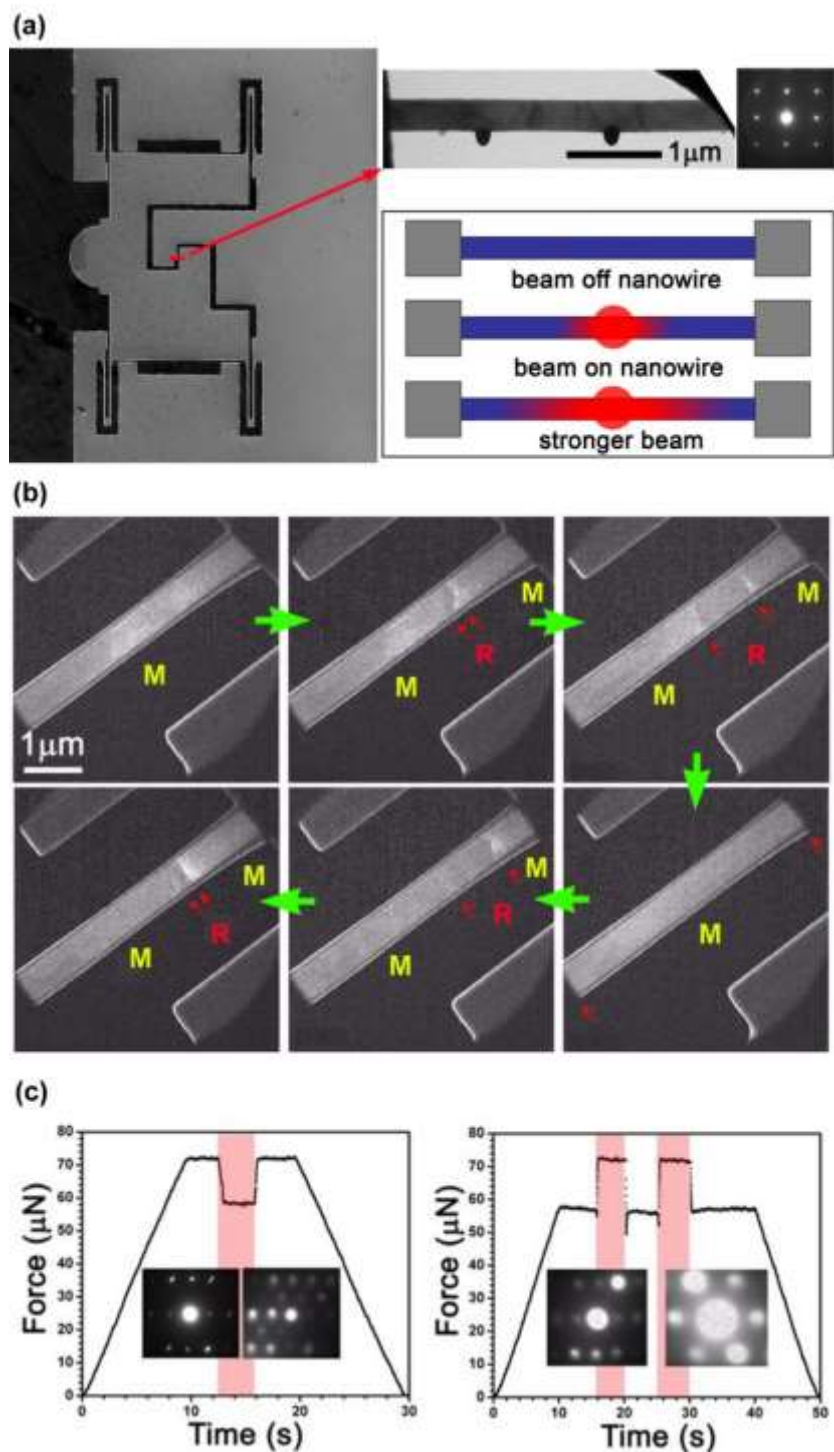 (a)
1μm
beam off nanowire
beam on nanowire
stronger beam
(b)
M
1μm
M
M
R
M
M
R
M
M
R
M
M
R
M
(c)
80
70
60
50
40
30
20
10
0
Force (μN)
0 10 20 30
Time (s)
80
70
60
50
40
30
20
10
0
Force (μN)
0 10 20 30 40 50
Time (s)